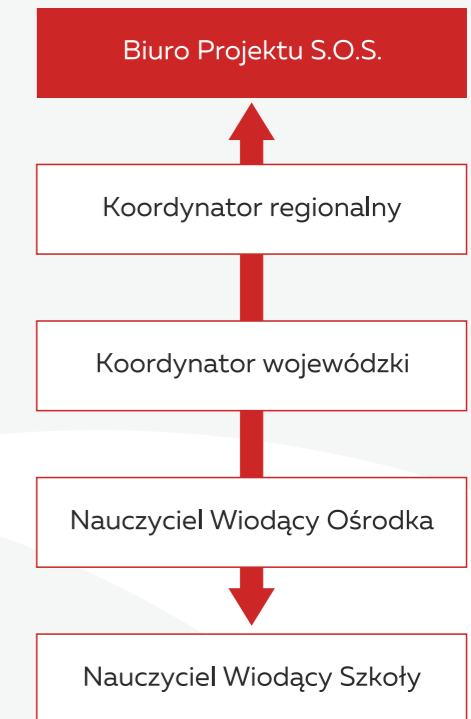 Biuro Projektu S.O.S.
Koordynator regionalny
Koordynator wojewódzki
Nauczyciel Wiodący Ośrodka
Nauczyciel Wiodący Szkoły